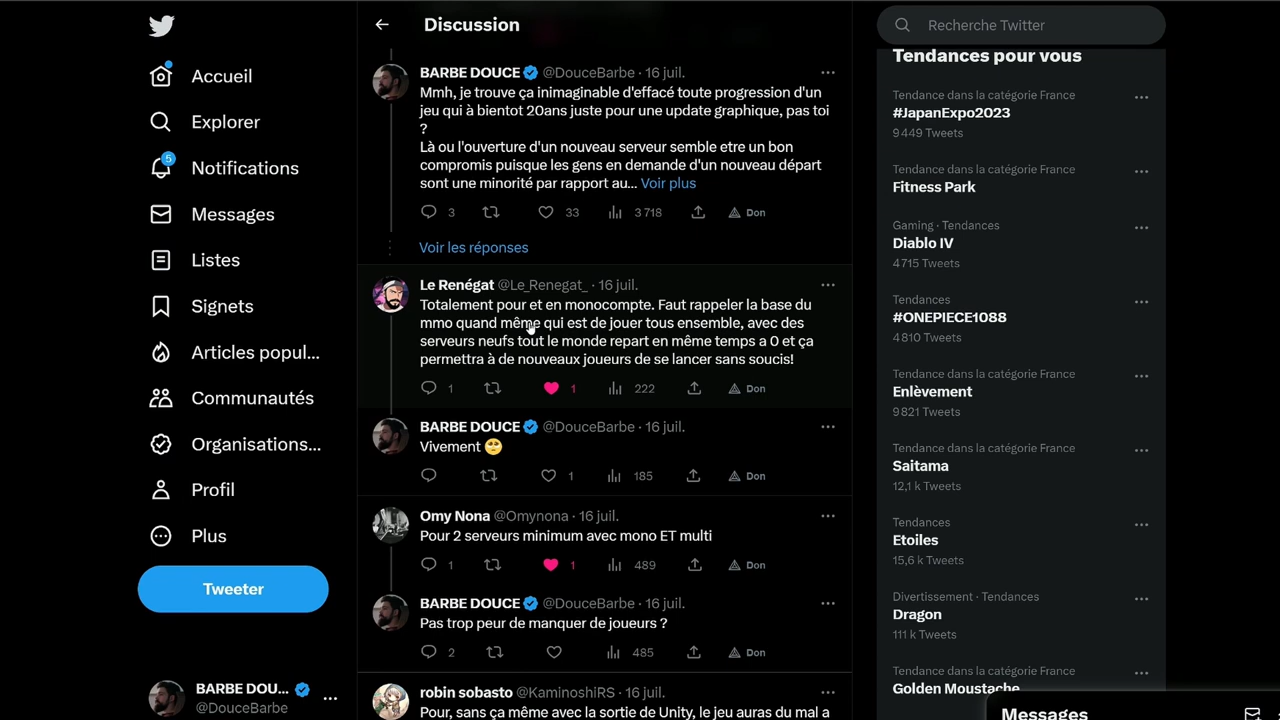 Accueil
Explorer
5
Notifications
Messages
Listes
Signets
Articles popul...
Communautés
Organisations...
Profil
Plus
Tweeter
BARBE DOU...
@DouceBarbe
Discussion
BARBE DOUCE @DouceBarbe · 16 juil.
Mmh, je trouve ça inimaginable d'effacé toute progression d'un
jeu qui à bientot 20ans juste pour une update graphique, pas toi
?
Là ou l'ouverture d'un nouveau serveur semble etre un bon
compromis puisque les gens en demande d'un nouveau départ
sont une minorité par rapport au... Voir plus
3 33 3 718 Don
Voir les réponses
Le Renégat @Le_Renegat_ · 16 juil.
Totalement pour et en monocompte. Faut rappeler la base du
mmo quand même qui est de jouer tous ensemble, avec des
serveurs neufs tout le monde repart en même temps a 0 et ça
permettra à de nouveaux joueurs de se lancer sans soucis!
1 1 222 Don
BARBE DOUCE @DouceBarbe · 16 juil.
Vivement 🥺
1 185 Don
Omy Nona @Omynona · 16 juil.
Pour 2 serveurs minimum avec mono ET multi
1 1 489 Don
BARBE DOUCE @DouceBarbe · 16 juil.
Pas trop peur de manquer de joueurs ?
2 485 Don
robin sobasto @KaminoshiRS · 16 juil.
Pour, sans ça même avec la sortie de Unity, le jeu auras du mal a
Recherche Twitter
Tendances pour vous
Tendance dans la catégorie France
#JapanExpo2023
9 449 Tweets
Tendance dans la catégorie France
Fitness Park
Gaming · Tendances
Diablo IV
4 715 Tweets
Tendances
#ONEPIECE1088
4 810 Tweets
Tendance dans la catégorie France
Enlèvement
9 821 Tweets
Tendance dans la catégorie France
Saitama
12,1 k Tweets
Tendances
Etoiles
15,6 k Tweets
Divertissement · Tendances
Dragon
111 k Tweets
Tendance dans la catégorie France
Golden Moustache
Messages